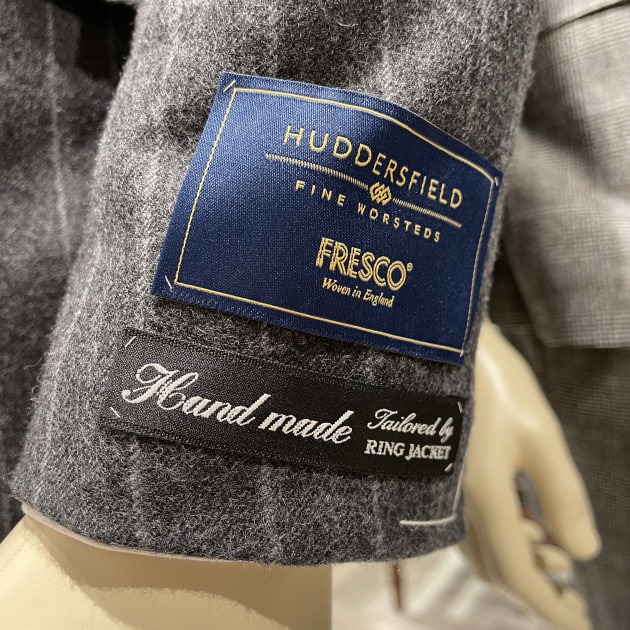 HUDDERSFIELD
FINE WORSTEDS
FRESCO®
Woven in England
Hand made
Tailored by
RING JACKET